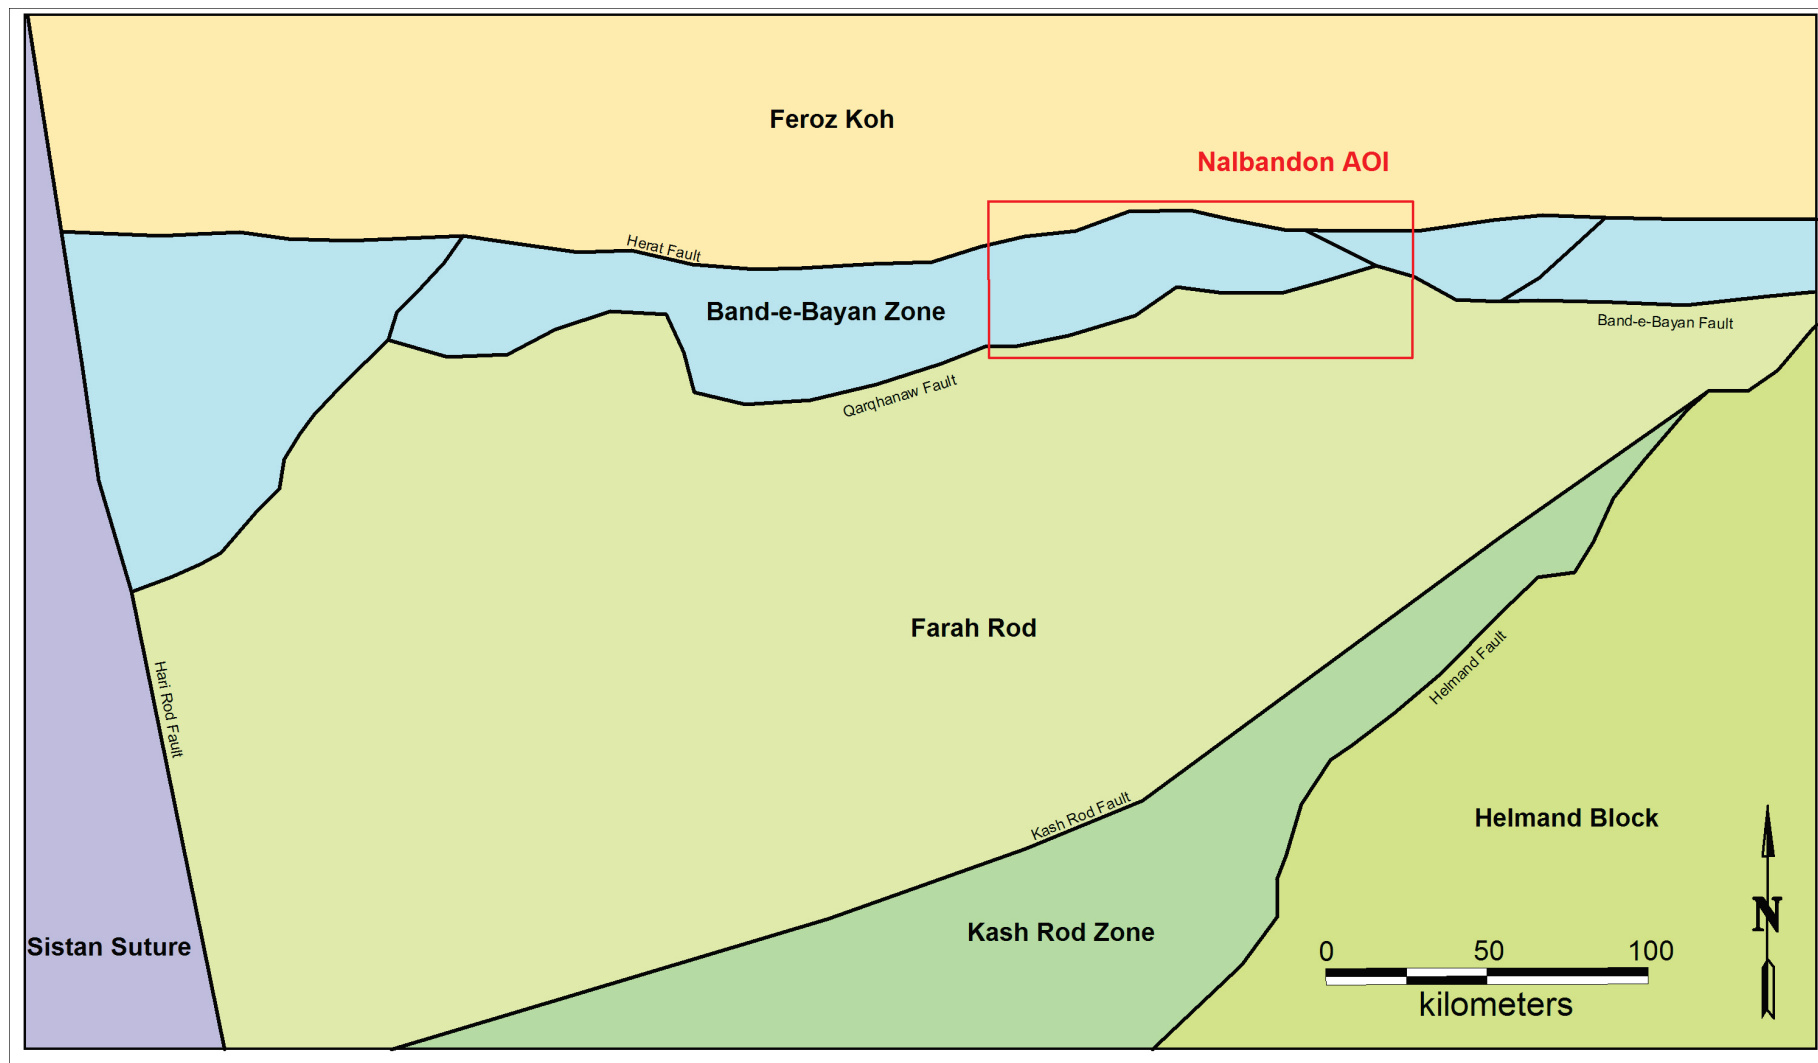 Feroz Koh
Nalbandon AOI
Herat Fault
Band-e-Bayan Zone
Band-e-Bayan Fault
Qarqhanaw Fault
Farah Rod
Hari Rod Fault
Helmand Fault
Kash Rod Fault
Helmand Block
Kash Rod Zone
Sistan Suture
N
0 50 100
kilometers